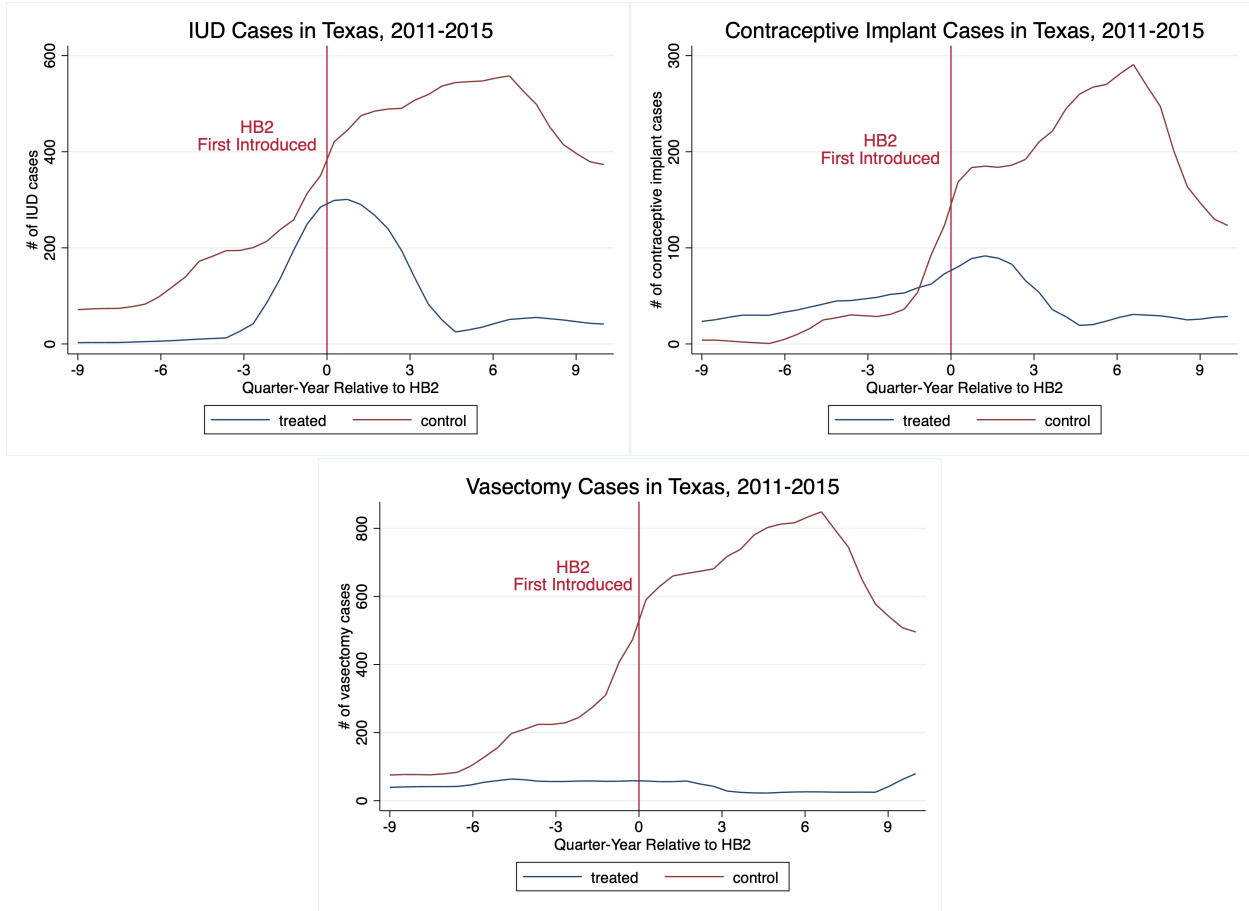 IUD Cases in Texas, 2011-2015
# of IUD cases
600
400
200
0
HB2
First Introduced
-9 -6 -3 0 3 6 9
Quarter-Year Relative to HB2
treated control
Contraceptive Implant Cases in Texas, 2011-2015
# of contraceptive implant cases
300
200
100
0
HB2
First Introduced
-9 -6 -3 0 3 6 9
Quarter-Year Relative to HB2
treated control
Vasectomy Cases in Texas, 2011-2015
# of vasectomy cases
800
600
400
200
0
HB2
First Introduced
-9 -6 -3 0 3 6 9
Quarter-Year Relative to HB2
treated control